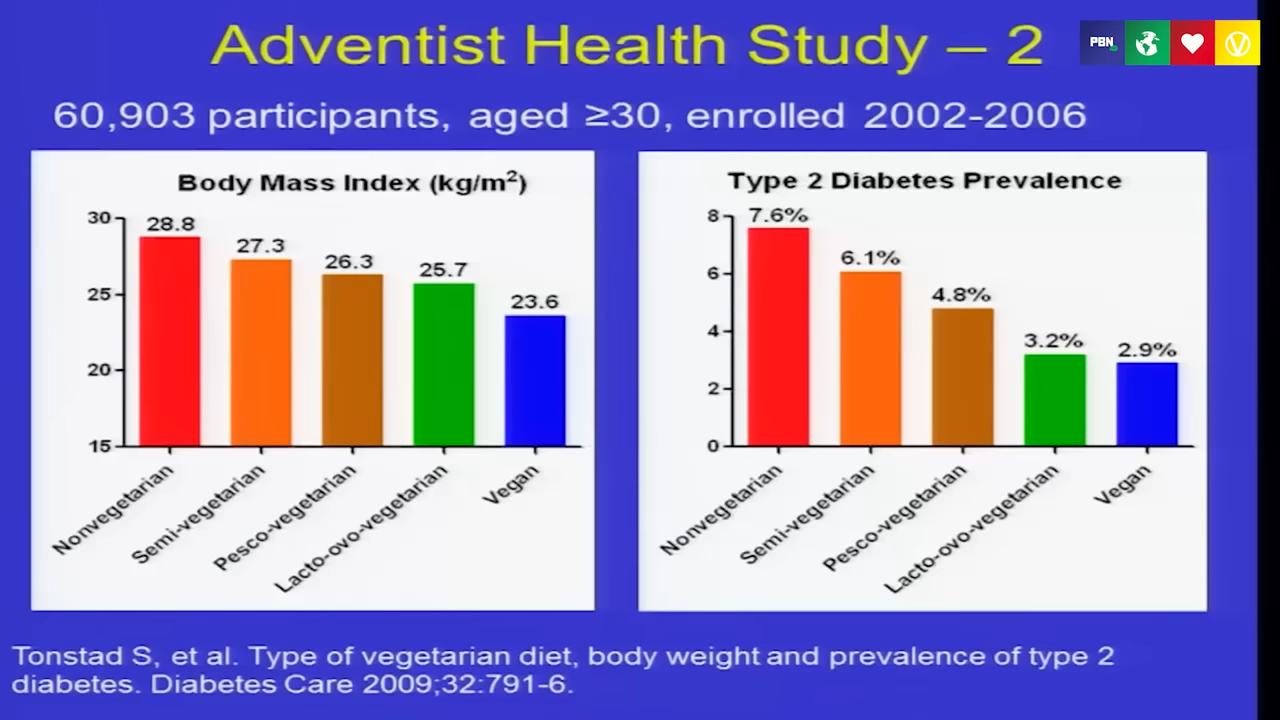 Adventist Health Study – 2
PBN
V
60,903 participants, aged ≥30, enrolled 2002-2006
Body Mass Index (kg/m²)
30
25
20
15
28.8
27.3
26.3
25.7
23.6
Nonvegetarian
Semi-vegetarian
Pesco-vegetarian
Lacto-ovo-vegetarian
Vegan
Type 2 Diabetes Prevalence
8
6
4
2
0
7.6%
6.1%
4.8%
3.2%
2.9%
Nonvegetarian
Semi-vegetarian
Pesco-vegetarian
Lacto-ovo-vegetarian
Vegan
Tonstad S, et al. Type of vegetarian diet, body weight and prevalence of type 2
diabetes. Diabetes Care 2009;32:791-6.